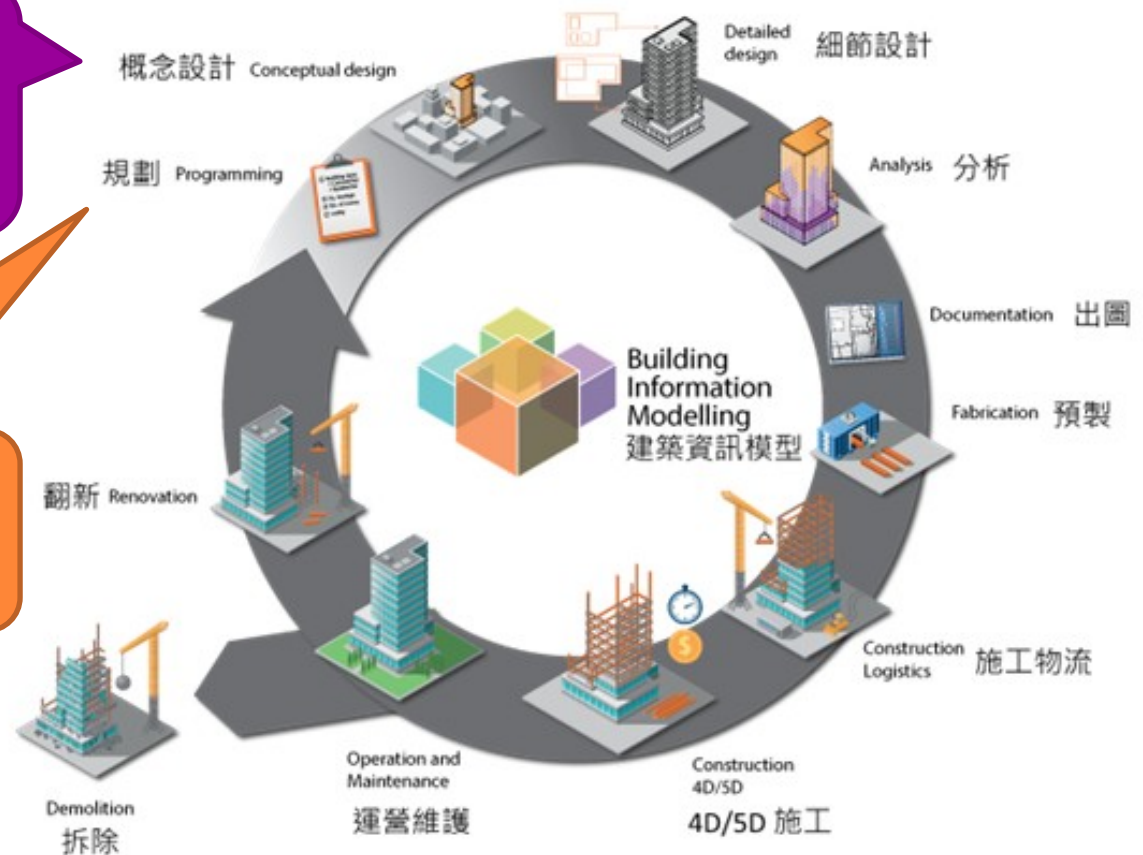 概念設計 Conceptual design
Detailed
design
細節設計
規劃 Programming
Analysis 分析
Documentation 出圖
Building
Information
Modelling
建築資訊模型
Fabrication 預製
翻新 Renovation
Construction
Logistics
施工物流
Operation and
Maintenance
運營維護
Construction
4D/5D
4D/5D 施工
Demolition
拆除